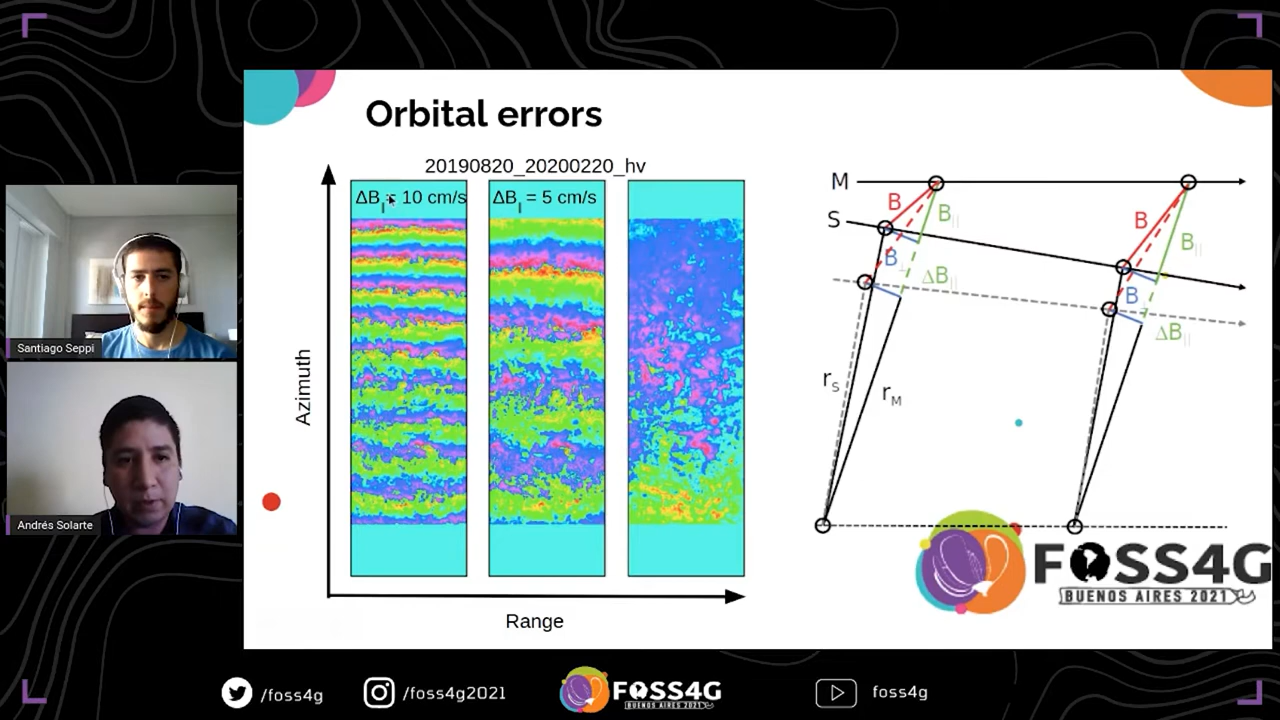 Orbital errors
20190820_20200220_hv
ΔB = 10 cm/s
ΔB = 5 cm/s
Azimuth
Range
M
S
B
B||
B
ΔB||
B
B||
B
ΔB||
rS
rM
FOSS4G
BUENOS AIRES 2021
Santiago Seppi
Andrés Solarte
/foss4g
/foss4g2021
FOSS4G
BUENOS AIRES 2021
foss4g